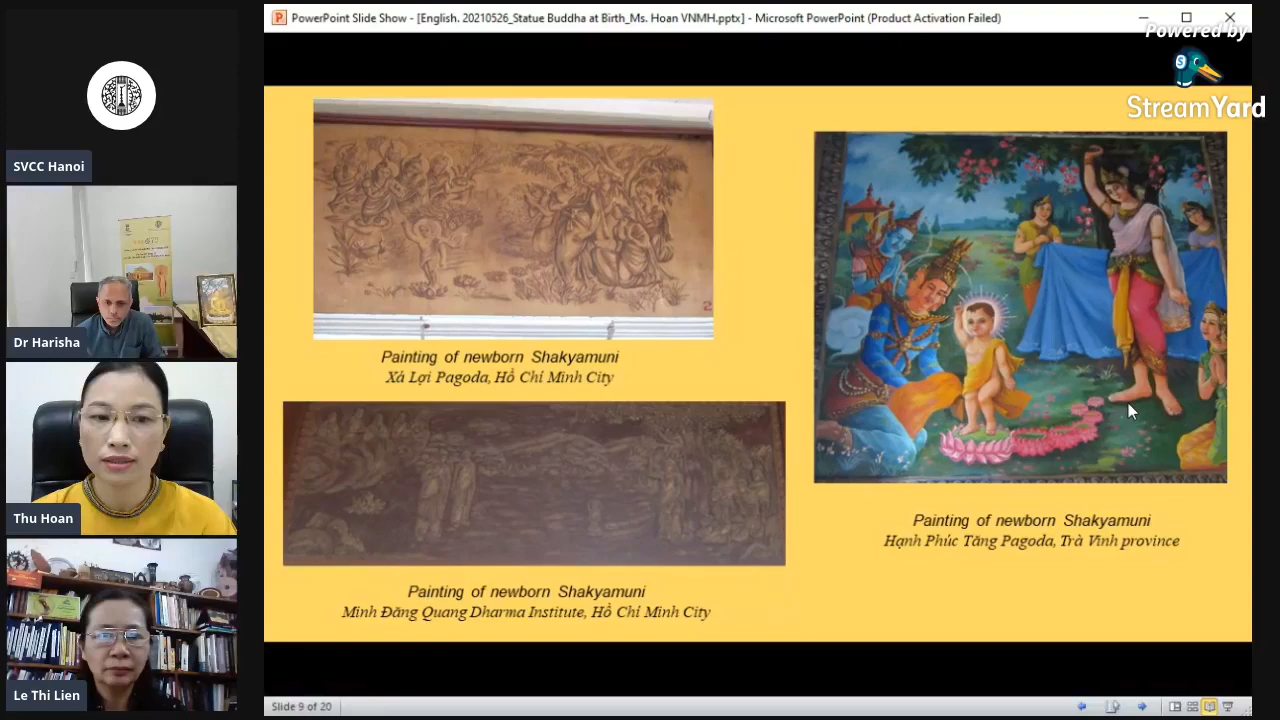 PowerPoint Slide Show - [English. 20210526_Statue Buddha at Birth_Ms. Hoan VNMH.pptx] - Microsoft PowerPoint (Product Activation Failed)
Powered by
StreamYard
SVCC Hanoi
Dr Harisha
Thu Hoan
Le Thi Lien
Painting of newborn Shakyamuni
Xá Lợi Pagoda, Hồ Chí Minh City
Painting of newborn Shakyamuni
Minh Đăng Quang Dharma Institute, Hồ Chí Minh City
Painting of newborn Shakyamuni
Hạnh Phúc Tăng Pagoda, Trà Vinh province
Slide 9 of 20